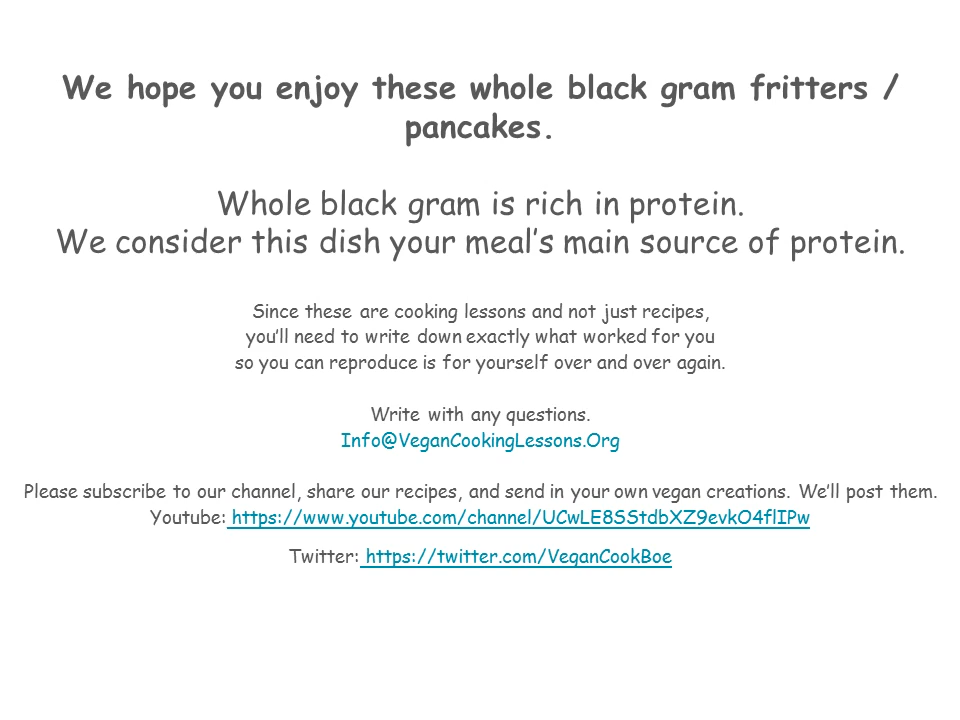 We hope you enjoy these whole black gram fritters /
pancakes.
Whole black gram is rich in protein.
We consider this dish your meal’s main source of protein.
Since these are cooking lessons and not just recipes,
you’ll need to write down exactly what worked for you
so you can reproduce is for yourself over and over again.
Write with any questions.
Info@VeganCookingLessons.Org
Please subscribe to our channel, share our recipes, and send in your own vegan creations. We’ll post them.
Youtube: https://www.youtube.com/channel/UCwLE8SStdbXZ9evkO4flIPw
Twitter: https://twitter.com/VeganCookBoe